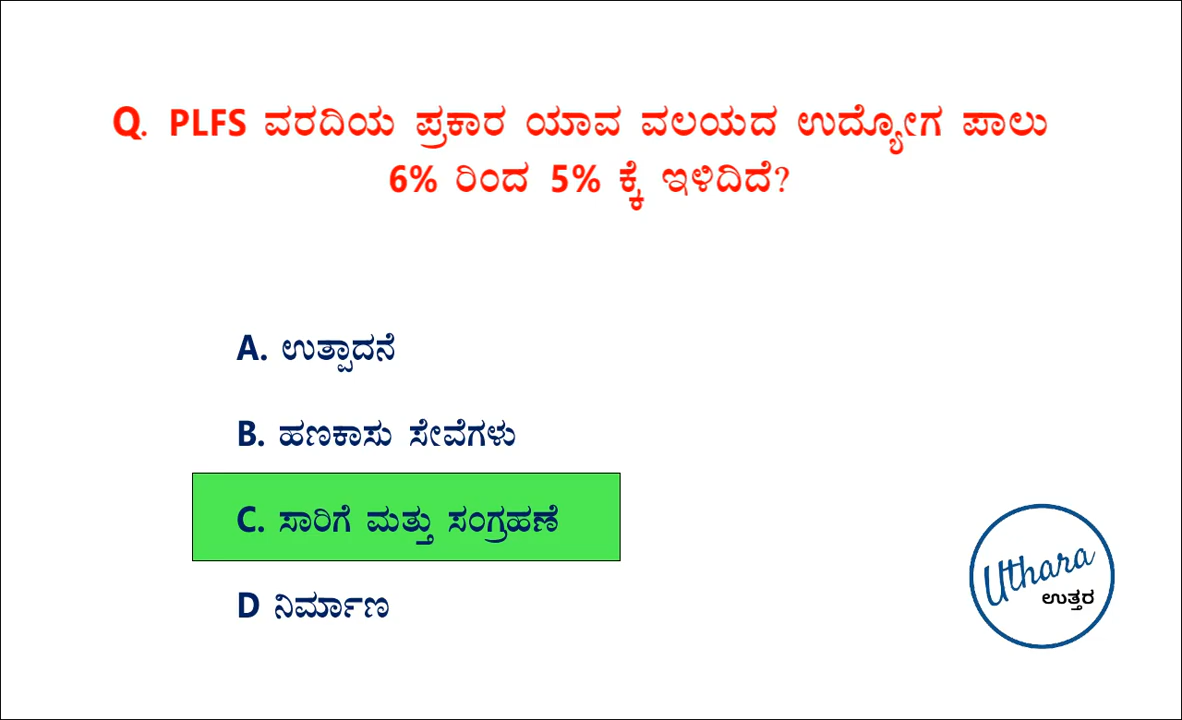 Q. PLFS ವರದಿಯ ಪ್ರಕಾರ ಯಾವ ವಲಯದ ಉದ್ಯೋಗ ಪಾಲು
6% ರಿಂದ 5% ಕ್ಕೆ ಇಳಿದಿದೆ?
A. ಉತ್ಪಾದನೆ
B. ಹಣಕಾಸು ಸೇವೆಗಳು
C. ಸಾರಿಗೆ ಮತ್ತು ಸಂಗ್ರಹಣೆ
D ನಿರ್ಮಾಣ
Uthara
ಉತ್ತರ